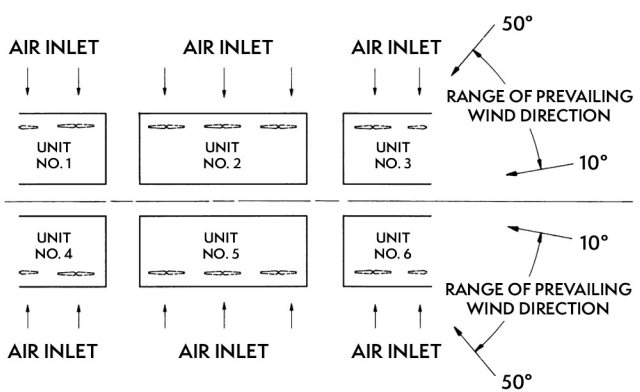 50°
AIR INLET AIR INLET AIR INLET
RANGE OF PREVAILING
WIND DIRECTION
UNIT
NO. 1
UNIT
NO. 2
UNIT
NO. 3
10°
UNIT
NO. 4
UNIT
NO. 5
UNIT
NO. 6
10°
RANGE OF PREVAILING
WIND DIRECTION
AIR INLET AIR INLET AIR INLET
50°